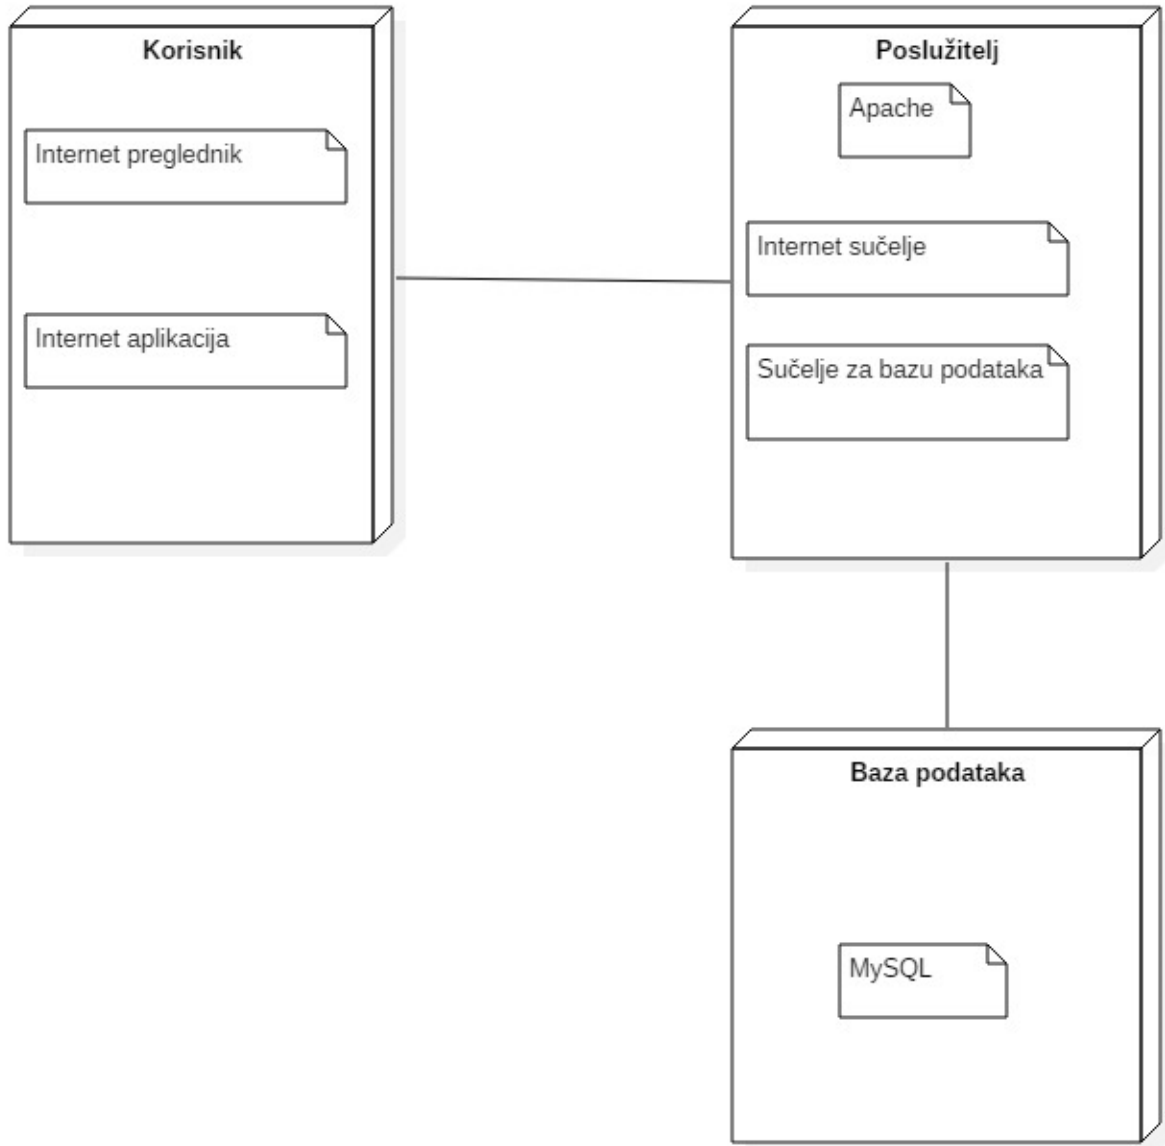 Korisnik
Internet preglednik
Internet aplikacija
Poslužitelj
Apache
Internet sučelje
Sučelje za bazu podataka
Baza podataka
MySQL